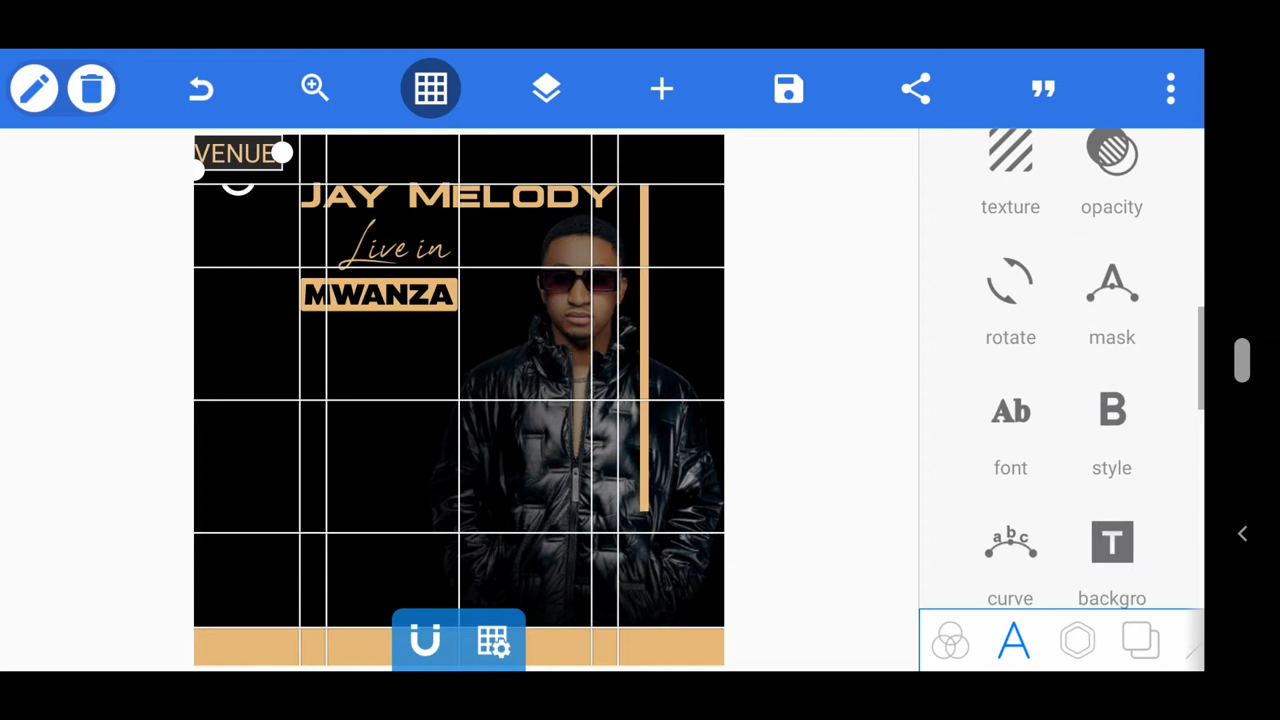 VENUE
JAY MELODY
Live in
MWANZA
texture
opacity
rotate
mask
Ab
font
B
style
abc
curve
T
backgro
A